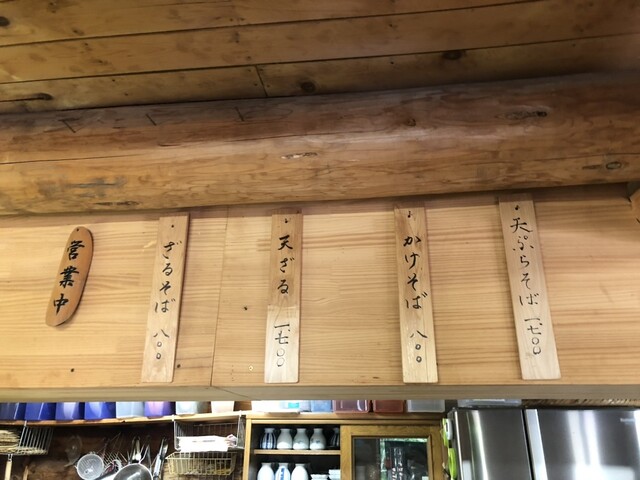 天ぷらそば 一七〇〇
かけそば 八〇〇
天ざる 一七〇〇
ざるそば 八〇〇
営業中